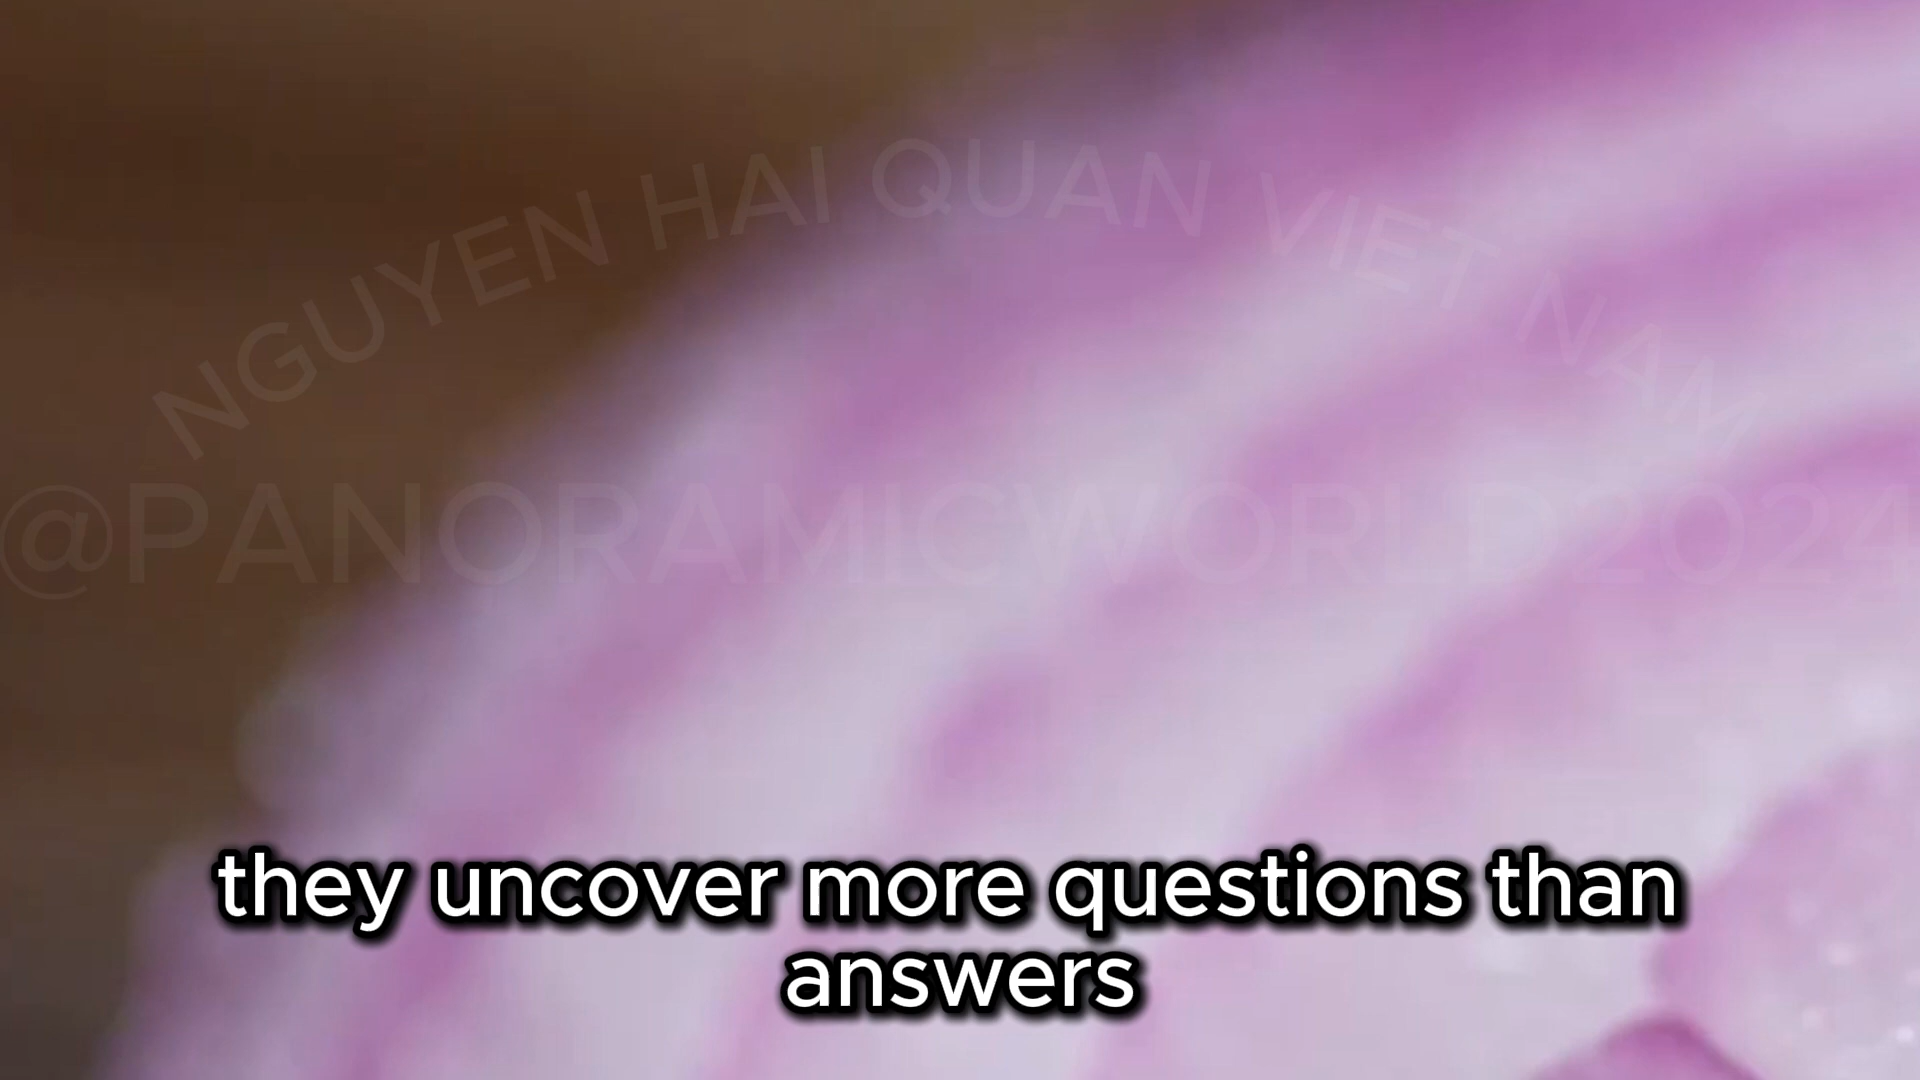 NGUYEN HAI QUAN VIET NAM
@PANORAMICWORLD2024
they uncover more questions than
answers